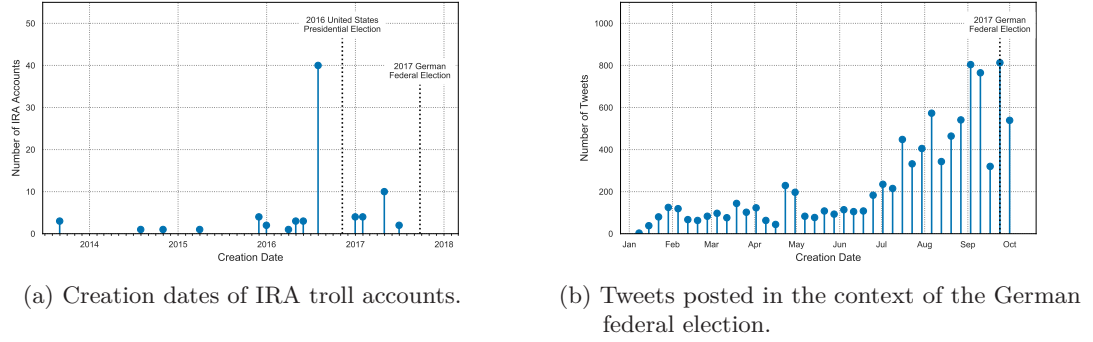 50
40
30
20
10
0
Number of IRA Accounts
2016 United States
Presidential Election
2017 German
Federal Election
2014
2015
2016
2017
2018
Creation Date
(a) Creation dates of IRA troll accounts.
1000
800
600
400
200
0
Number of Tweets
2017 German
Federal Election
Jan
Feb
Mar
Apr
May
Jun
Jul
Aug
Sep
Oct
Creation Date
(b) Tweets posted in the context of the German
federal election.